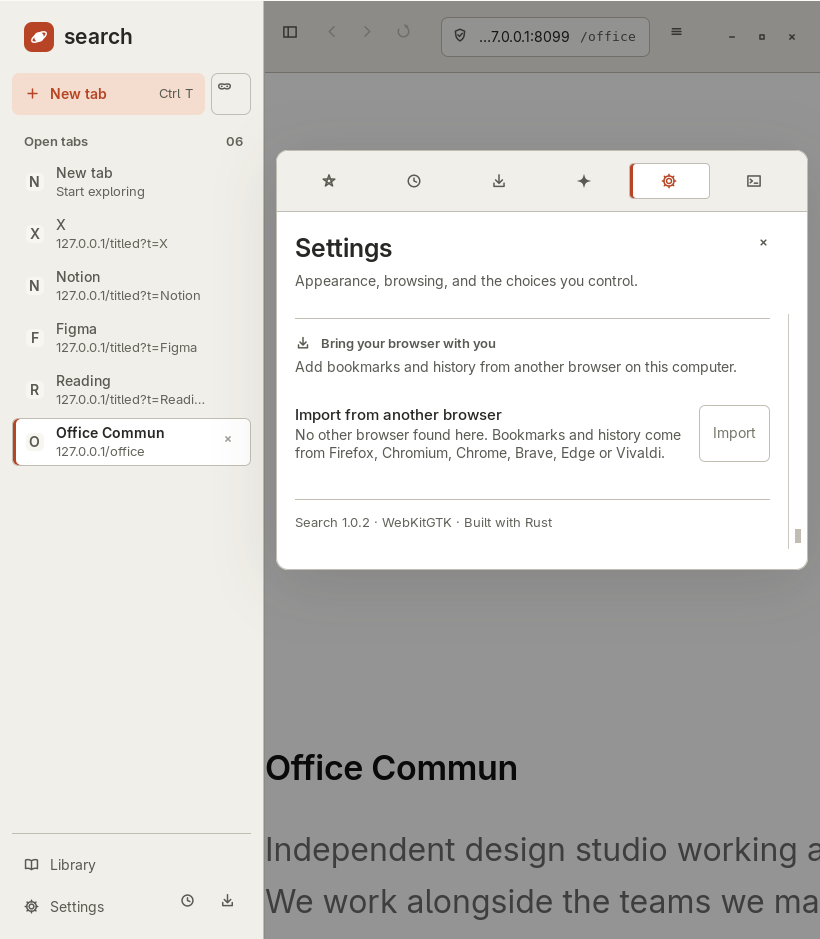 search
New tab Ctrl T
Open tabs 06
N New tab
Start exploring
X X
127.0.0.1/titled?t=X
N Notion
127.0.0.1/titled?t=Notion
F Figma
127.0.0.1/titled?t=Figma
R Reading
127.0.0.1/titled?t=Readi...
O Office Commun
127.0.0.1/office
Library
Settings
...7.0.0.1:8099 /office
Settings
Appearance, browsing, and the choices you control.
Bring your browser with you
Add bookmarks and history from another browser on this computer.
Import from another browser
No other browser found here. Bookmarks and history come
from Firefox, Chromium, Chrome, Brave, Edge or Vivaldi.
Import
Search 1.0.2 · WebKitGTK · Built with Rust
Office Commun
Independent design studio working a
We work alongside the teams we ma